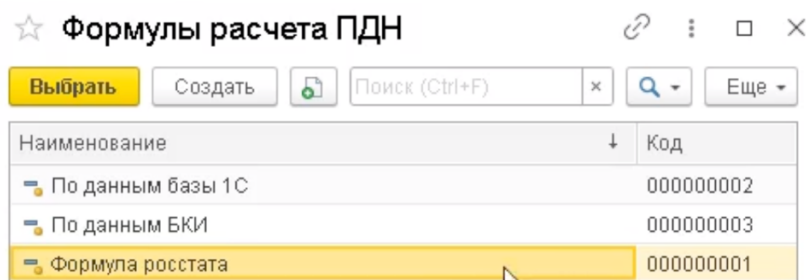 Формулы расчета ПДН
Выбрать Создать Поиск (Ctrl+F) × Еще
Наименование ↓ Код
По данным базы 1С 000000002
По данным БКИ 000000003
Формула росстата 000000001